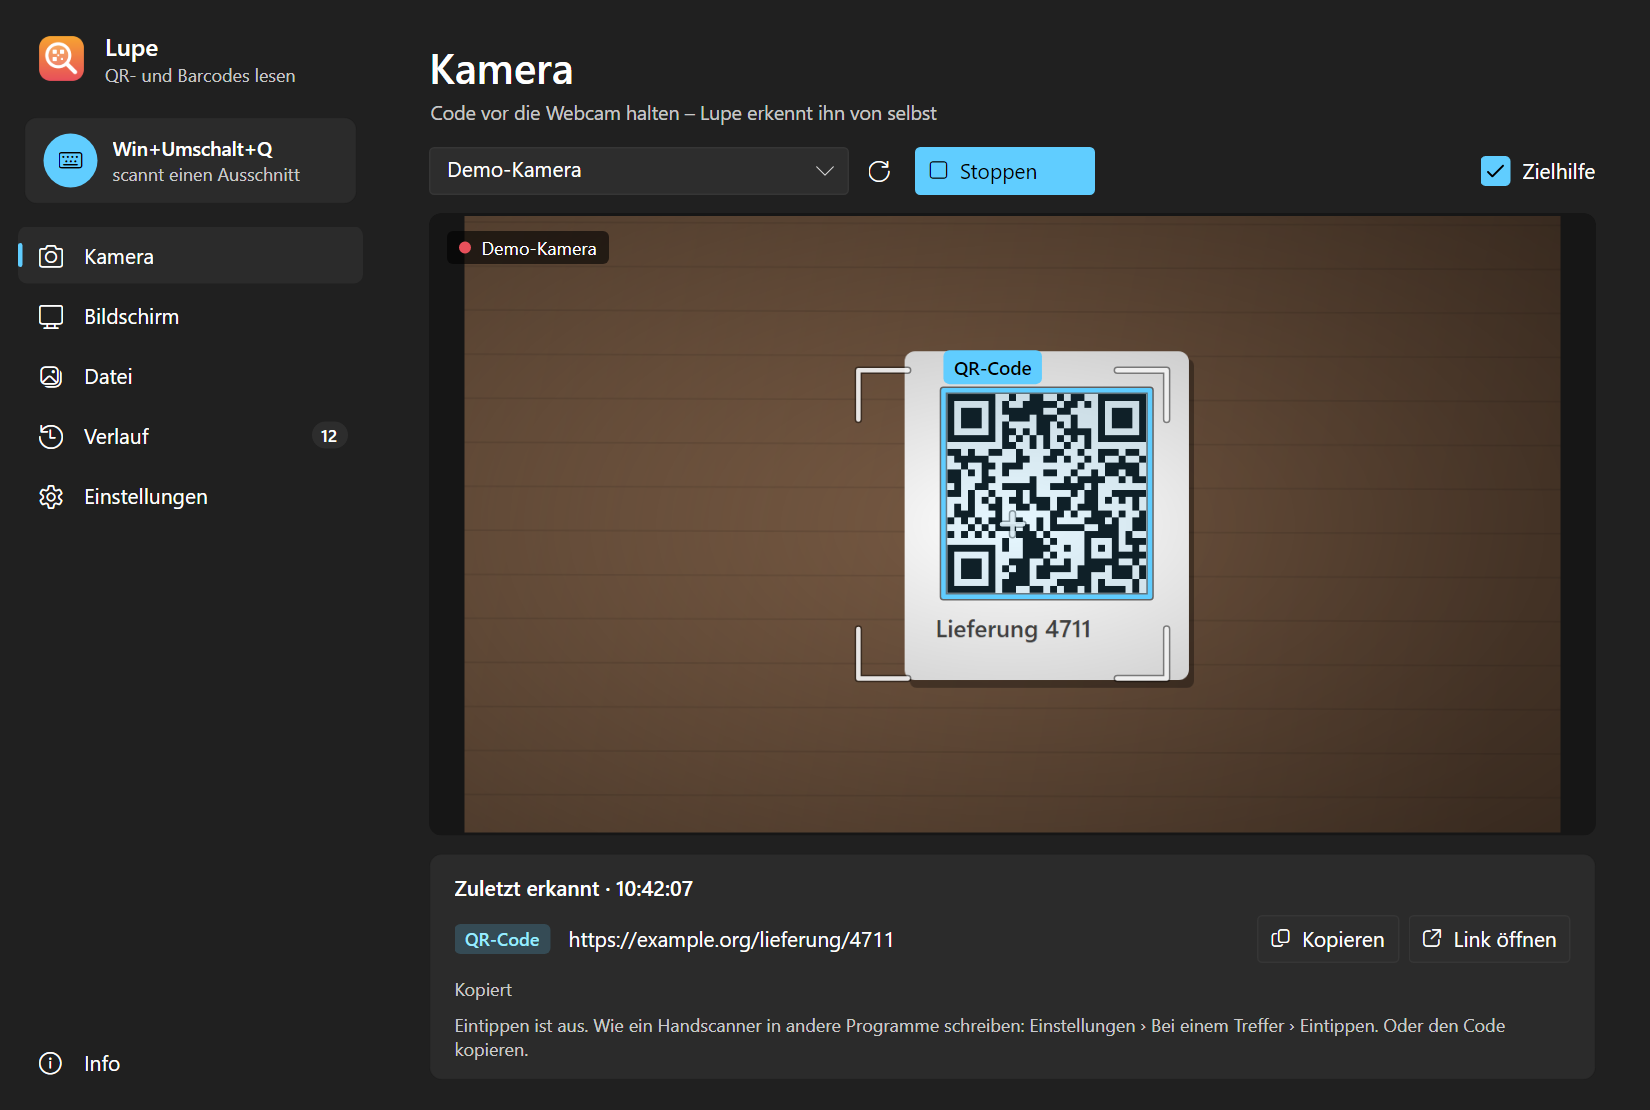 Lupe
QR- und Barcodes lesen
Win+Umschalt+Q
scannt einen Ausschnitt
Kamera
Bildschirm
Datei
Verlauf
12
Einstellungen
Info
Kamera
Code vor die Webcam halten – Lupe erkennt ihn von selbst
Demo-Kamera
Stoppen
Zielhilfe
Demo-Kamera
QR-Code
Lieferung 4711
Zuletzt erkannt · 10:42:07
QR-Code
https://example.org/lieferung/4711
Kopieren
Link öffnen
Kopiert
Eintippen ist aus. Wie ein Handscanner in andere Programme schreiben: Einstellungen › Bei einem Treffer › Eintippen. Oder den Code
kopieren.